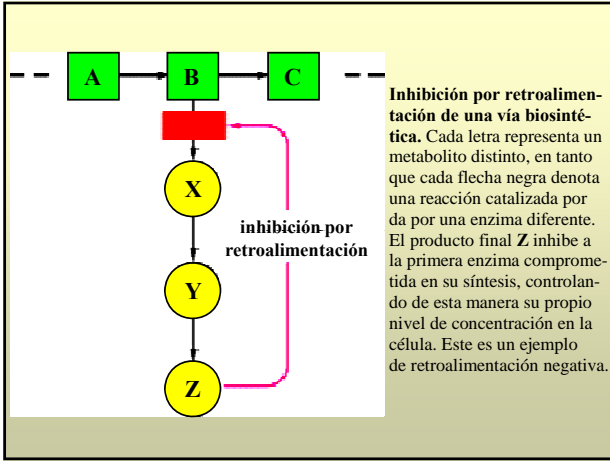 A
B
C
X
inhibición por
retroalimentación
Y
Z
Inhibición por retroalimen-
tación de una vía biosinté-
tica. Cada letra representa un
metabolito distinto, en tanto
que cada flecha negra denota
una reacción catalizada por
da por una enzima diferente.
El producto final Z inhibe a
la primera enzima comprome-
tida en su síntesis, controlan-
do de esta manera su propio
nivel de concentración en la
célula. Este es un ejemplo
de retroalimentación negativa.